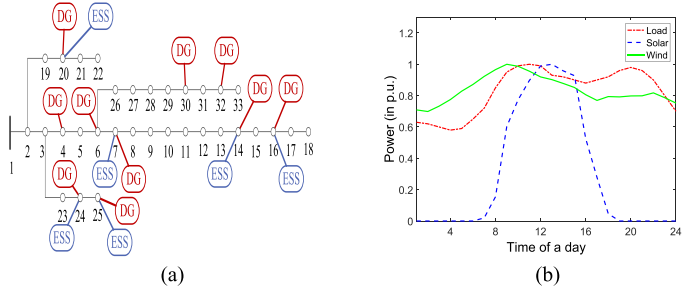 DG ESS
19 20 21 22
DG DG
26 27 28 29 30 31 32 33
DG DG DG DG
1 2 3 4 5 6 7 8 9 10 11 12 13 14 15 16 17 18
ESS DG ESS ESS
DG DG
23 24 25
ESS ESS
(a)
Load
Solar
Wind
Power (in p.u.)
1.2
1
0.8
0.6
0.4
0.2
0
4 8 12 16 20 24
Time of a day
(b)